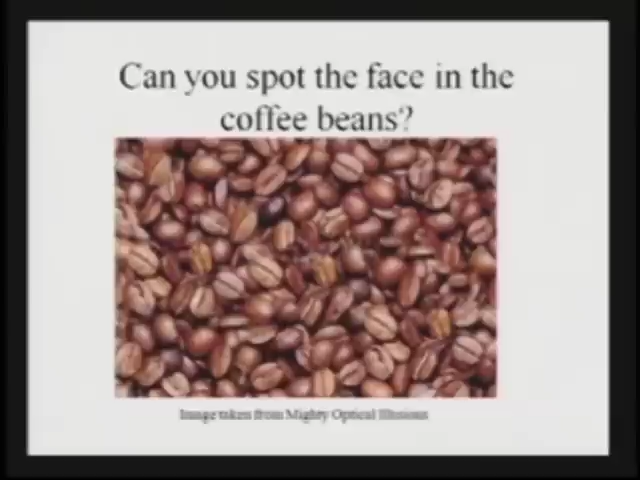 Can you spot the face in the
coffee beans?
Image taken from Mighty Optical Illusions